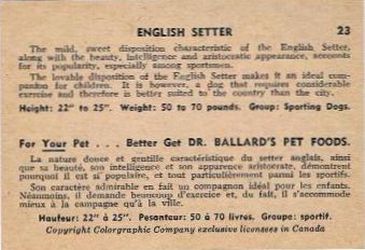 ENGLISH SETTER 23
The mild, sweet disposition characteristic of the English Setter,
along with the beauty, intelligence and aristocratic appearance, accounts
for its popularity, especially among sportsmen.
The lovable disposition of the English Setter makes it an ideal com-
panion for children. It is however, a dog that requires considerable
exercise and therefore is better suited to the country than the city.
Height: 22" to 25". Weight: 50 to 70 pounds. Group: Sporting Dogs.
For Your Pet . . . Better Get DR. BALLARD'S PET FOODS.
La nature douce et gentille caractéristique du setter anglais, ainsi
que sa beauté, son intelligence et son apparence aristocrate, démontrent
pourquoi il est si populaire, et tout particulièrement parmi les sportifs.
Son caractère admirable en fait un compagnon idéal pour les enfants.
Néanmoins, il demande beaucoup d'exercice et, du fait, il s'accommode
mieux à la campagne qu'à la ville.
Hauteur: 22" à 25". Pesanteur: 50 à 70 livres. Groupe: sportif.
Copyright Colorgraphic Company exclusive licensees in Canada